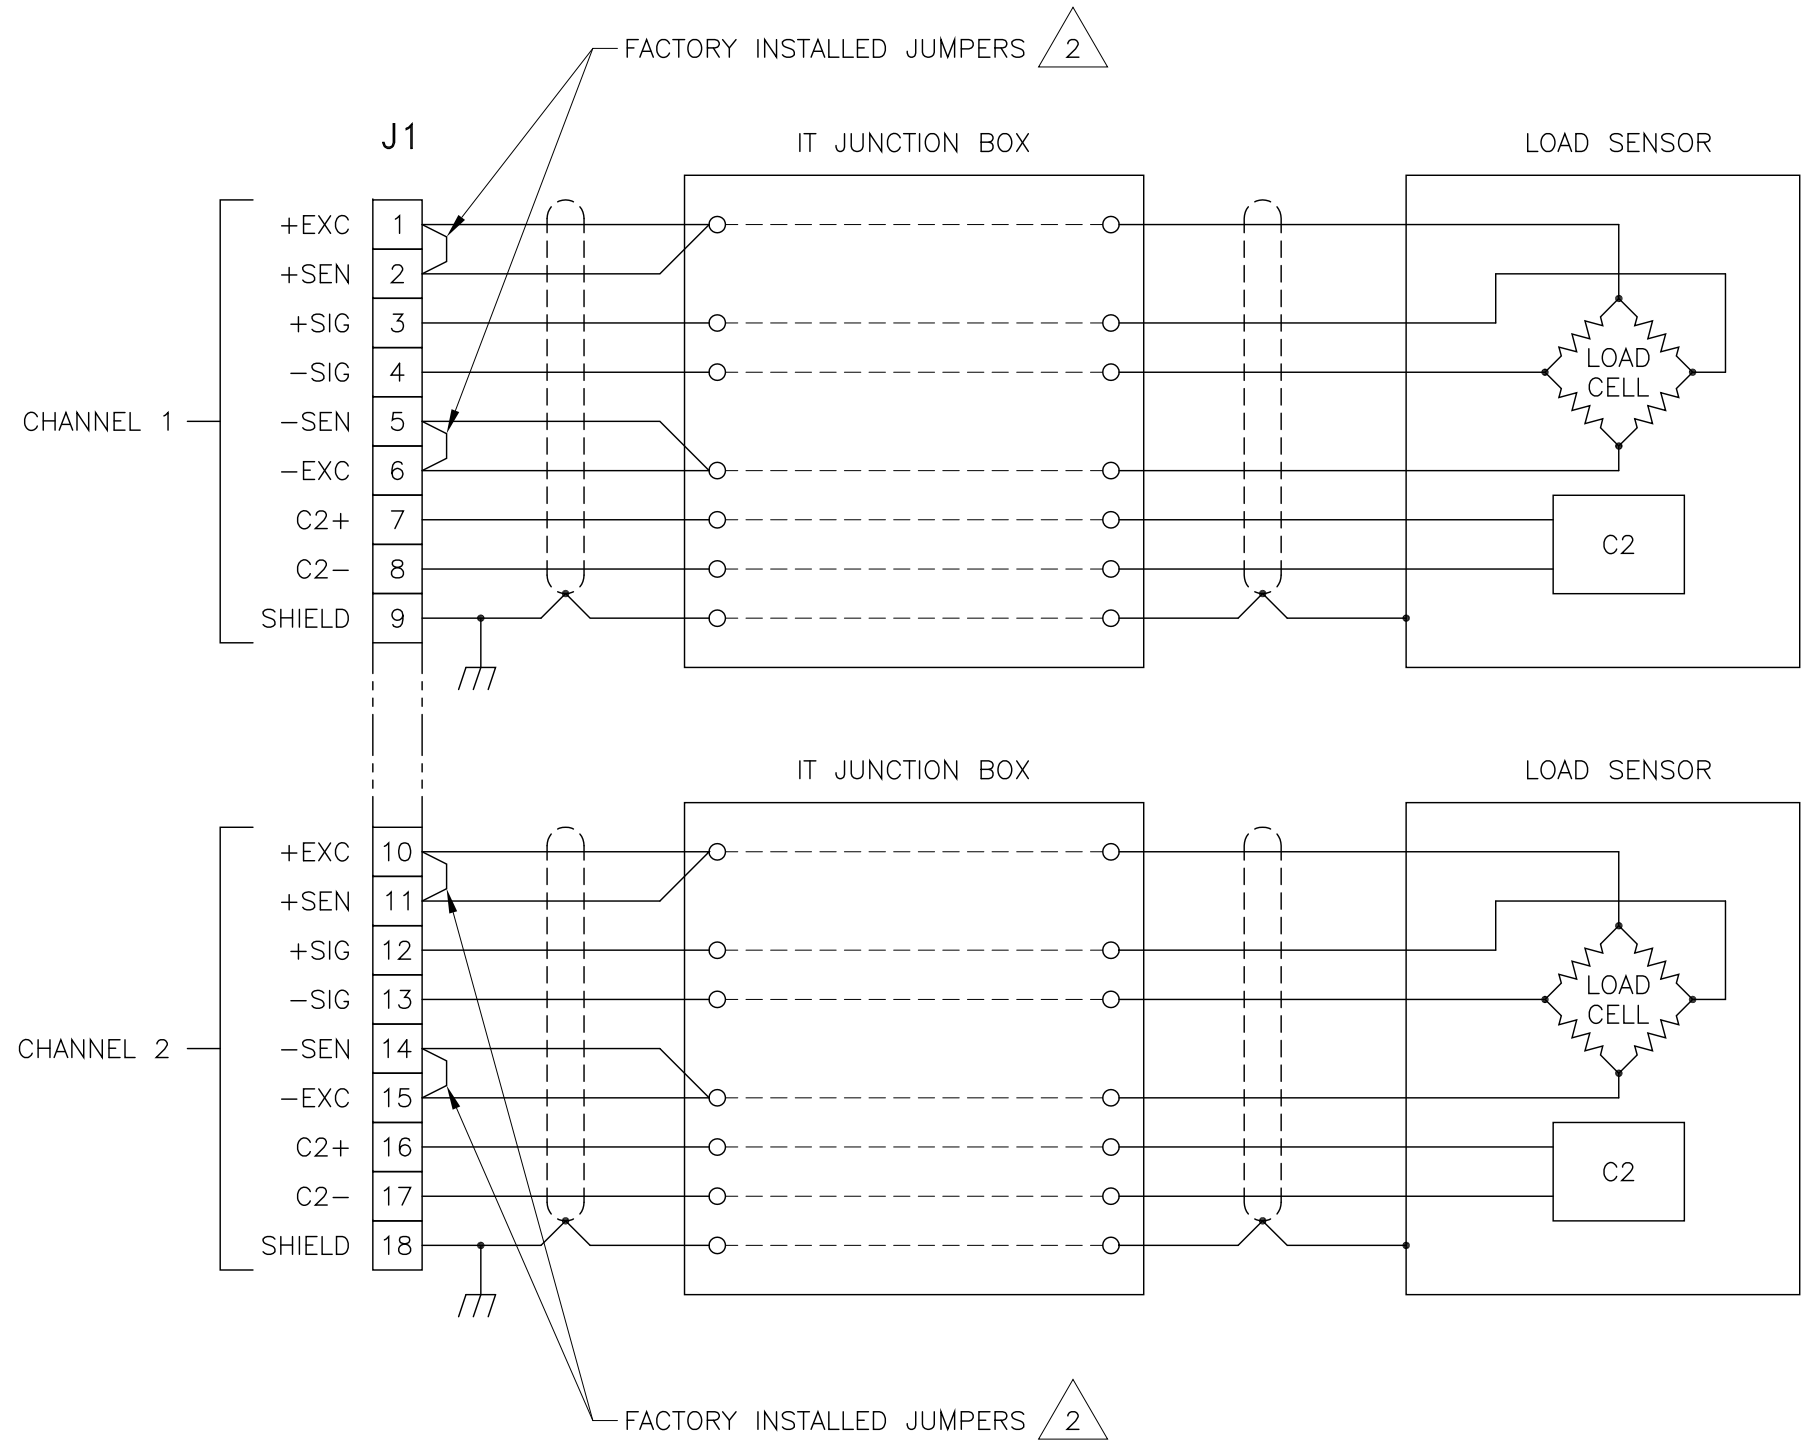 FACTORY INSTALLED JUMPERS 2
J1
IT JUNCTION BOX
LOAD SENSOR
+EXC 1
+SEN 2
+SIG 3
-SIG 4
-SEN 5
-EXC 6
C2+ 7
C2- 8
SHIELD 9
CHANNEL 1
LOAD
CELL
C2
IT JUNCTION BOX
LOAD SENSOR
+EXC 10
+SEN 11
+SIG 12
-SIG 13
-SEN 14
-EXC 15
C2+ 16
C2- 17
SHIELD 18
CHANNEL 2
LOAD
CELL
C2
FACTORY INSTALLED JUMPERS 2